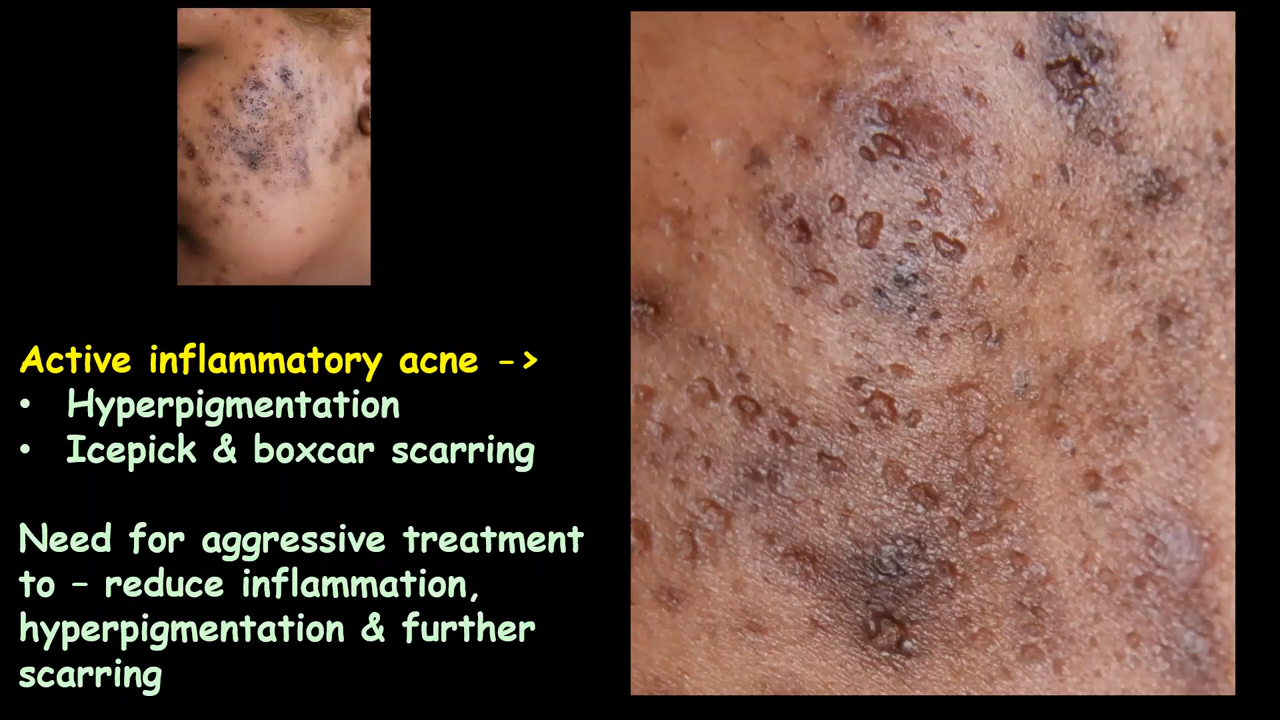 Active inflammatory acne ->
• Hyperpigmentation
• Icepick & boxcar scarring
Need for aggressive treatment
to – reduce inflammation,
hyperpigmentation & further
scarring